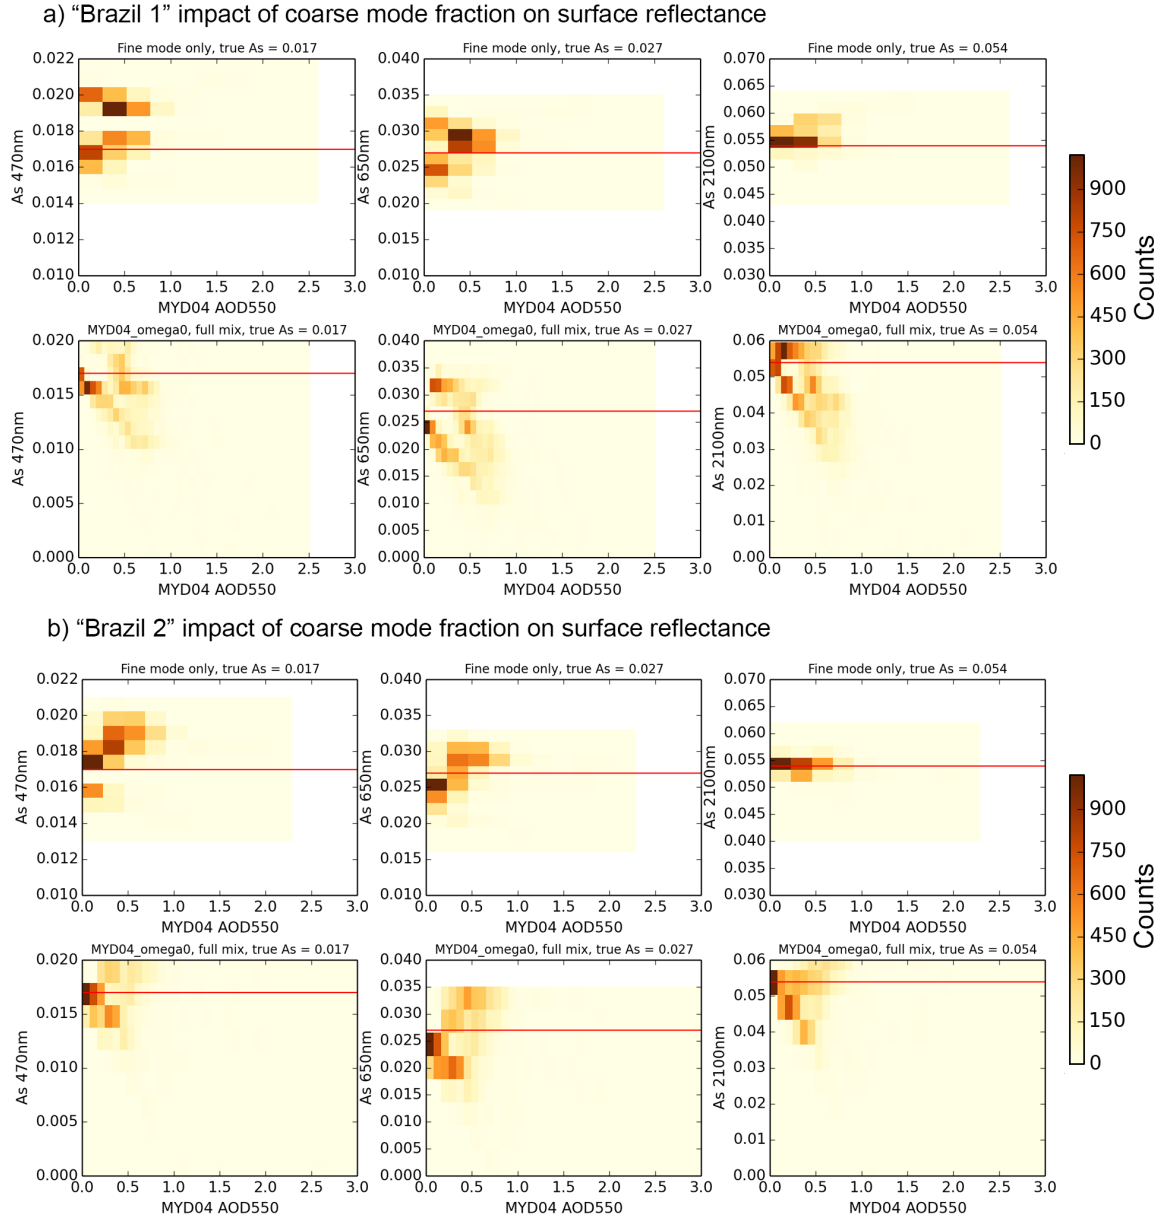 a) “Brazil 1” impact of coarse mode fraction on surface reflectance
Fine mode only, true As = 0.017
Fine mode only, true As = 0.027
Fine mode only, true As = 0.054
0.022
0.020
0.018
0.016
0.014
0.012
0.010
As 470nm
0.0 0.5 1.0 1.5 2.0 2.5 3.0
MYD04 AOD550
0.040
0.035
0.030
0.025
0.020
0.015
0.010
As 650nm
0.0 0.5 1.0 1.5 2.0 2.5 3.0
MYD04 AOD550
0.070
0.065
0.060
0.055
0.050
0.045
0.040
0.035
0.030
As 2100nm
0.0 0.5 1.0 1.5 2.0 2.5 3.0
MYD04 AOD550
MYD04_omega0, full mix, true As = 0.017
MYD04_omega0, full mix, true As = 0.027
MYD04_omega0, full mix, true As = 0.054
0.020
0.015
0.010
0.005
0.000
As 470nm
0.0 0.5 1.0 1.5 2.0 2.5 3.0
MYD04 AOD550
0.040
0.035
0.030
0.025
0.020
0.015
0.010
0.005
0.000
As 650nm
0.0 0.5 1.0 1.5 2.0 2.5 3.0
MYD04 AOD550
0.06
0.05
0.04
0.03
0.02
0.01
0.00
As 2100nm
0.0 0.5 1.0 1.5 2.0 2.5 3.0
MYD04 AOD550
900
750
600
450
300
150
0
Counts
b) “Brazil 2” impact of coarse mode fraction on surface reflectance
Fine mode only, true As = 0.017
Fine mode only, true As = 0.027
Fine mode only, true As = 0.054
0.022
0.020
0.018
0.016
0.014
0.012
0.010
As 470nm
0.0 0.5 1.0 1.5 2.0 2.5 3.0
MYD04 AOD550
0.040
0.035
0.030
0.025
0.020
0.015
0.010
As 650nm
0.0 0.5 1.0 1.5 2.0 2.5 3.0
MYD04 AOD550
0.070
0.065
0.060
0.055
0.050
0.045
0.040
0.035
0.030
As 2100nm
0.0 0.5 1.0 1.5 2.0 2.5 3.0
MYD04 AOD550
MYD04_omega0, full mix, true As = 0.017
MYD04_omega0, full mix, true As = 0.027
MYD04_omega0, full mix, true As = 0.054
0.020
0.015
0.010
0.005
0.000
As 470nm
0.0 0.5 1.0 1.5 2.0 2.5 3.0
MYD04 AOD550
0.040
0.035
0.030
0.025
0.020
0.015
0.010
0.005
0.000
As 650nm
0.0 0.5 1.0 1.5 2.0 2.5 3.0
MYD04 AOD550
0.06
0.05
0.04
0.03
0.02
0.01
0.00
As 2100nm
0.0 0.5 1.0 1.5 2.0 2.5 3.0
MYD04 AOD550
900
750
600
450
300
150
0
Counts